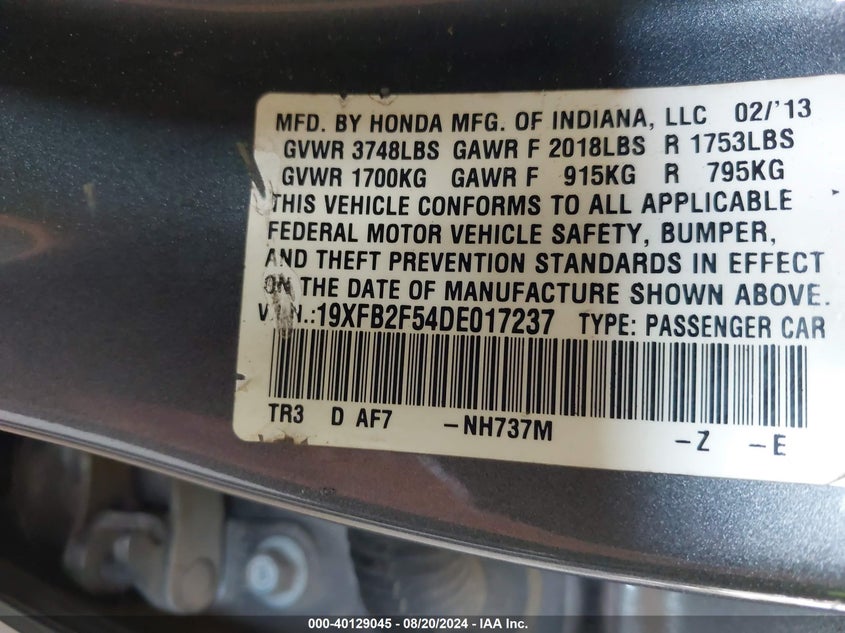 MFD. BY HONDA MFG. OF INDIANA, LLC 02/'13
GVWR 3748LBS GAWR F 2018LBS R 1753LBS
GVWR 1700KG GAWR F 915KG R 795KG
THIS VEHICLE CONFORMS TO ALL APPLICABLE
FEDERAL MOTOR VEHICLE SAFETY, BUMPER,
AND THEFT PREVENTION STANDARDS IN EFFECT
ON THE DATE OF MANUFACTURE SHOWN ABOVE.
V.I.N.:19XFB2F54DE017237 TYPE: PASSENGER CAR
TR3 D AF7 -NH737M -Z -E
000-40129045 - 08/20/2024 - IAA Inc.